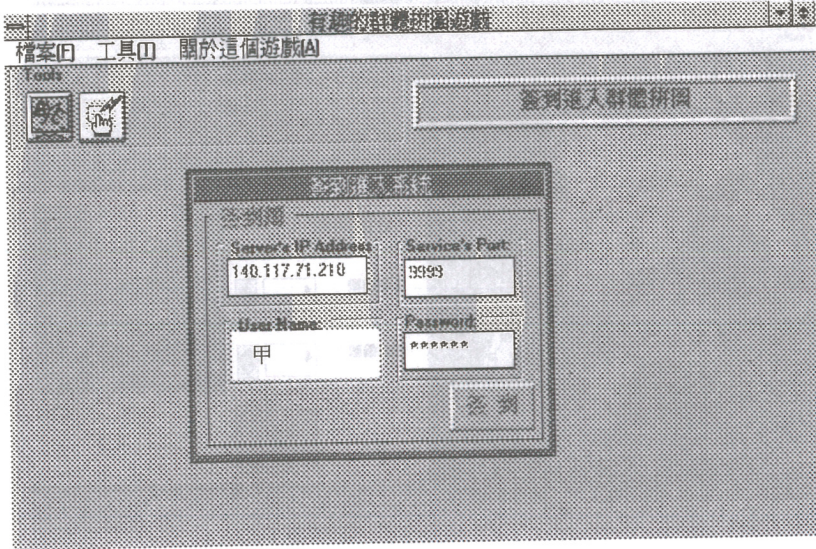 有趣的群體拼圖遊戲
檔案[F] 工具[T] 關於這個遊戲[A]
Tools
簽到進入群體拼圖
簽到進入系統
簽到簿
Server's IP Address: Service's Port:
140.117.71.210 9999
User Name: Password:
甲 ******
簽 到